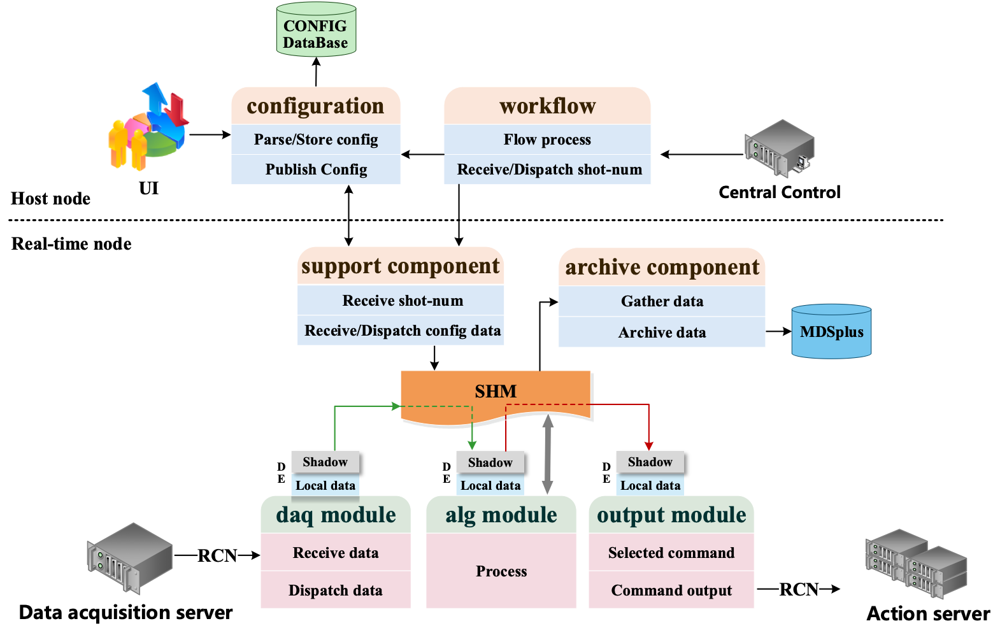 CONFIG
DataBase
configuration
Parse/Store config
Publish Config
workflow
Flow process
Receive/Dispatch shot-num
UI
Central Control
Host node
Real-time node
support component
Receive shot-num
Receive/Dispatch config data
archive component
Gather data
Archive data
MDSplus
SHM
D
E
Shadow
Local data
D
E
Shadow
Local data
D
E
Shadow
Local data
daq module
Receive data
Dispatch data
alg module
Process
output module
Selected command
Command output
RCN
RCN
Data acquisition server
Action server